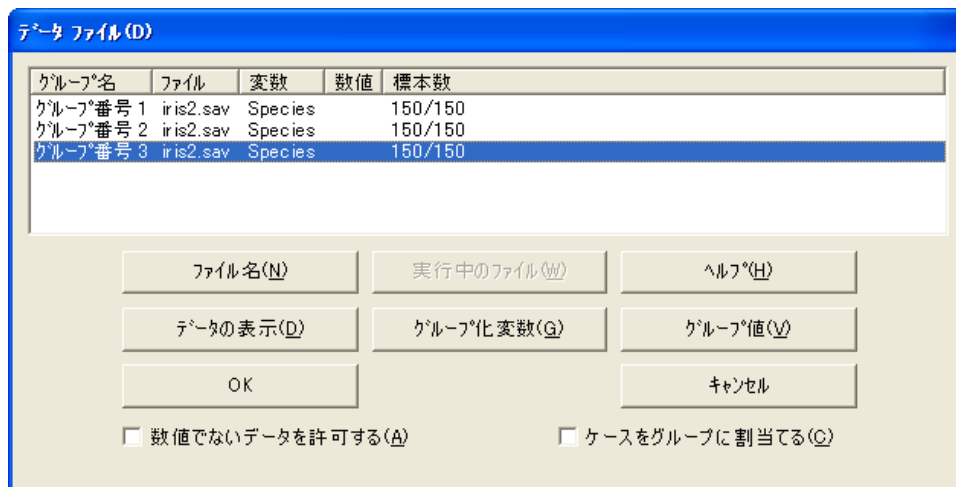 ﾃﾞｰﾀ ﾌｧｲﾙ(D)
ｸﾞﾙｰﾌﾟ名 ﾌｧｲﾙ 変数 数値 標本数
ｸﾞﾙｰﾌﾟ番号 1 iris2.sav Species 150/150
ｸﾞﾙｰﾌﾟ番号 2 iris2.sav Species 150/150
ｸﾞﾙｰﾌﾟ番号 3 iris2.sav Species 150/150
ﾌｧｲﾙ名(N) 実行中のﾌｧｲﾙ(W) ﾍﾙﾌﾟ(H)
ﾃﾞｰﾀの表示(D) ｸﾞﾙｰﾌﾟ化変数(G) ｸﾞﾙｰﾌﾟ値(V)
OK ｷｬﾝｾﾙ
数値でないデータを許可する(A) ケースをグループに割当てる(C)